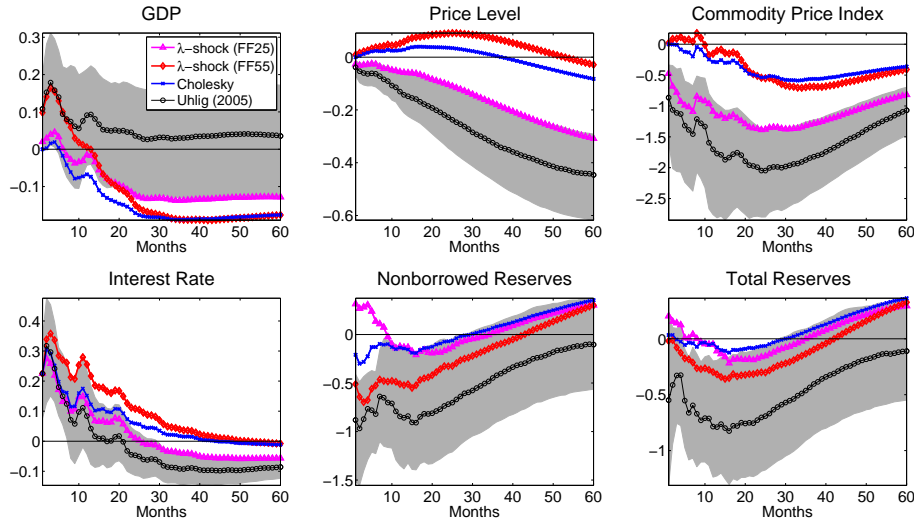 GDP
0.3
0.2
0.1
0
−0.1
λ−shock (FF25)
λ−shock (FF55)
Cholesky
Uhlig (2005)
10 20 30 40 50 60
Months
Price Level
0
−0.2
−0.4
−0.6
10 20 30 40 50 60
Months
Commodity Price Index
0
−0.5
−1
−1.5
−2
−2.5
10 20 30 40 50 60
Months
Interest Rate
0.4
0.3
0.2
0.1
0
−0.1
10 20 30 40 50 60
Months
Nonborrowed Reserves
0
−0.5
−1
−1.5
10 20 30 40 50 60
Months
Total Reserves
0
−0.5
−1
10 20 30 40 50 60
Months